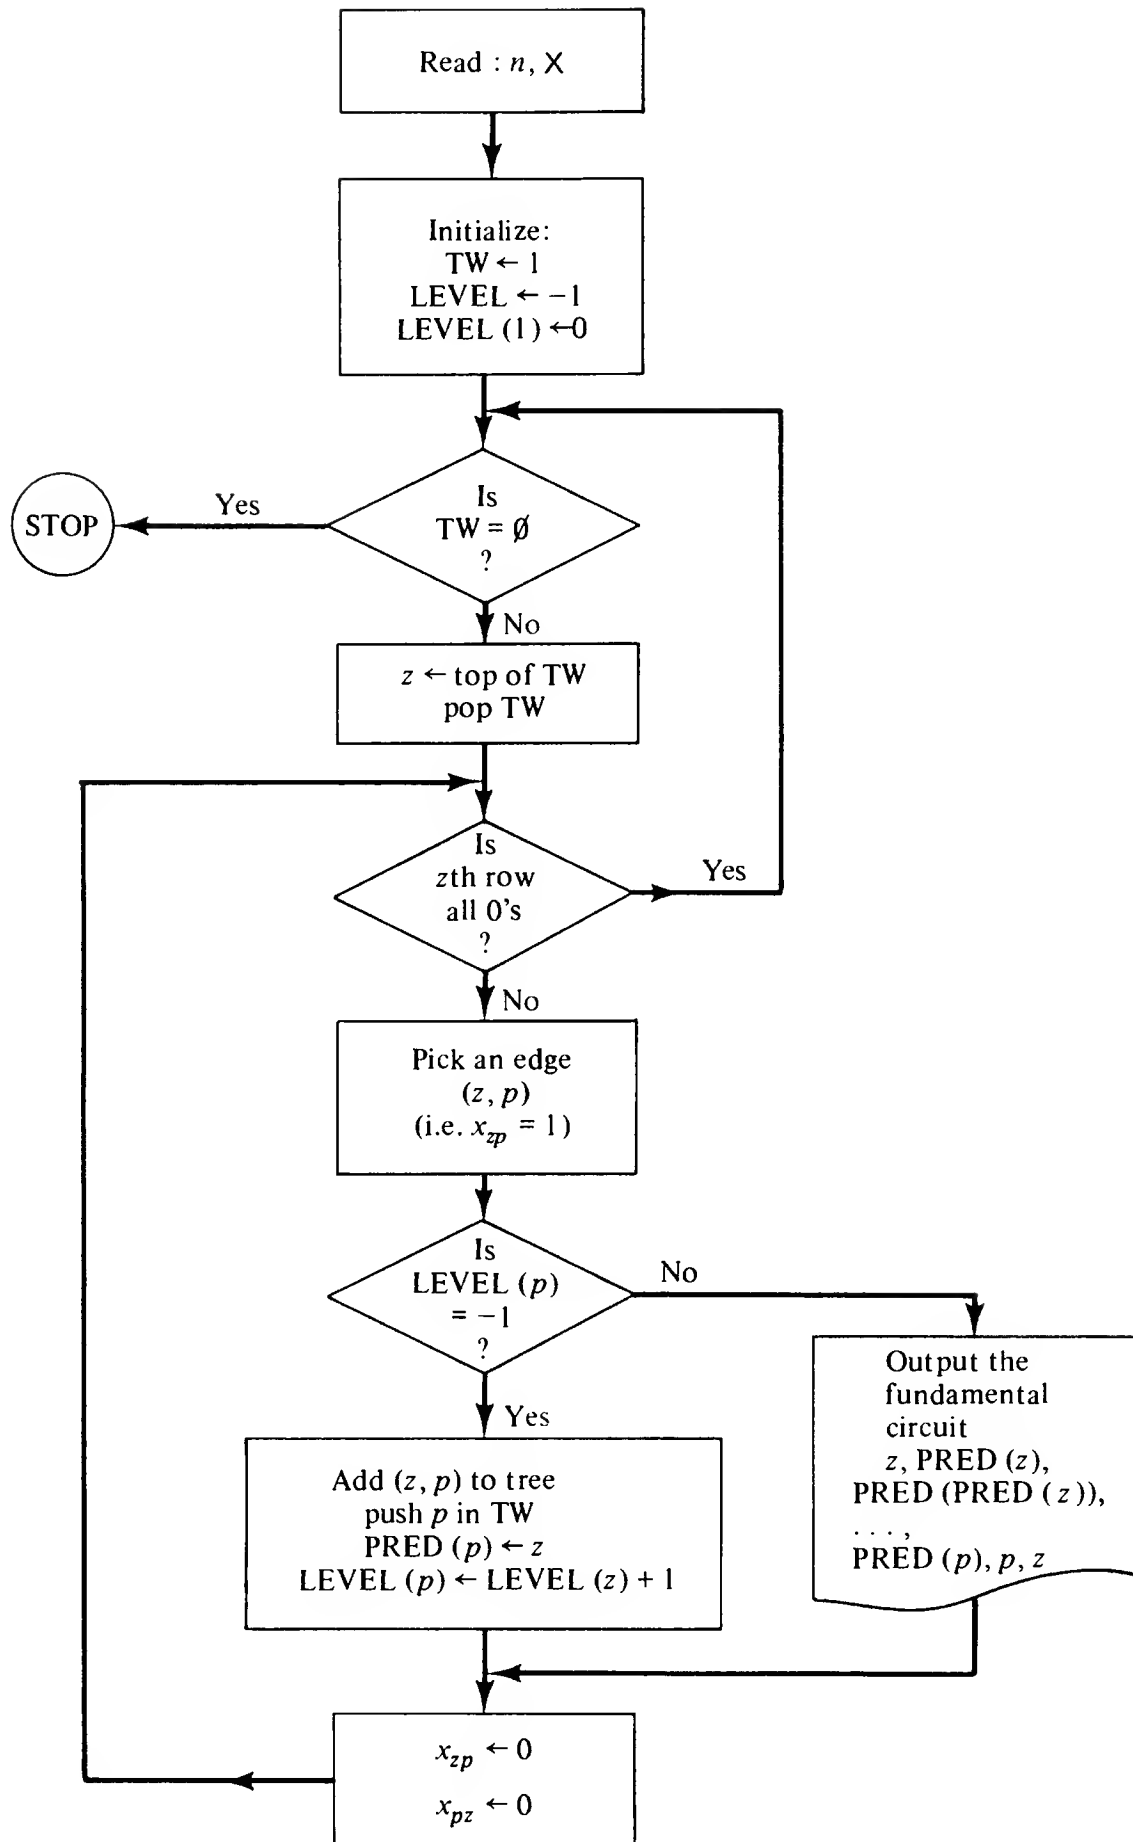 Read : n, X
Initialize:
TW ← 1
LEVEL ← −1
LEVEL (1) ←0
Is
TW = ∅
?
Yes
STOP
No
z ← top of TW
pop TW
Is
zth row
all 0's
?
Yes
No
Pick an edge
(z, p)
(i.e. x_zp = 1)
Is
LEVEL (p)
= −1
?
No
Yes
Output the
fundamental
circuit
z, PRED (z),
PRED (PRED (z)),
. . . ,
PRED (p), p, z
Add (z, p) to tree
push p in TW
PRED (p) ← z
LEVEL (p) ← LEVEL (z) + 1
x_zp ← 0
x_pz ← 0